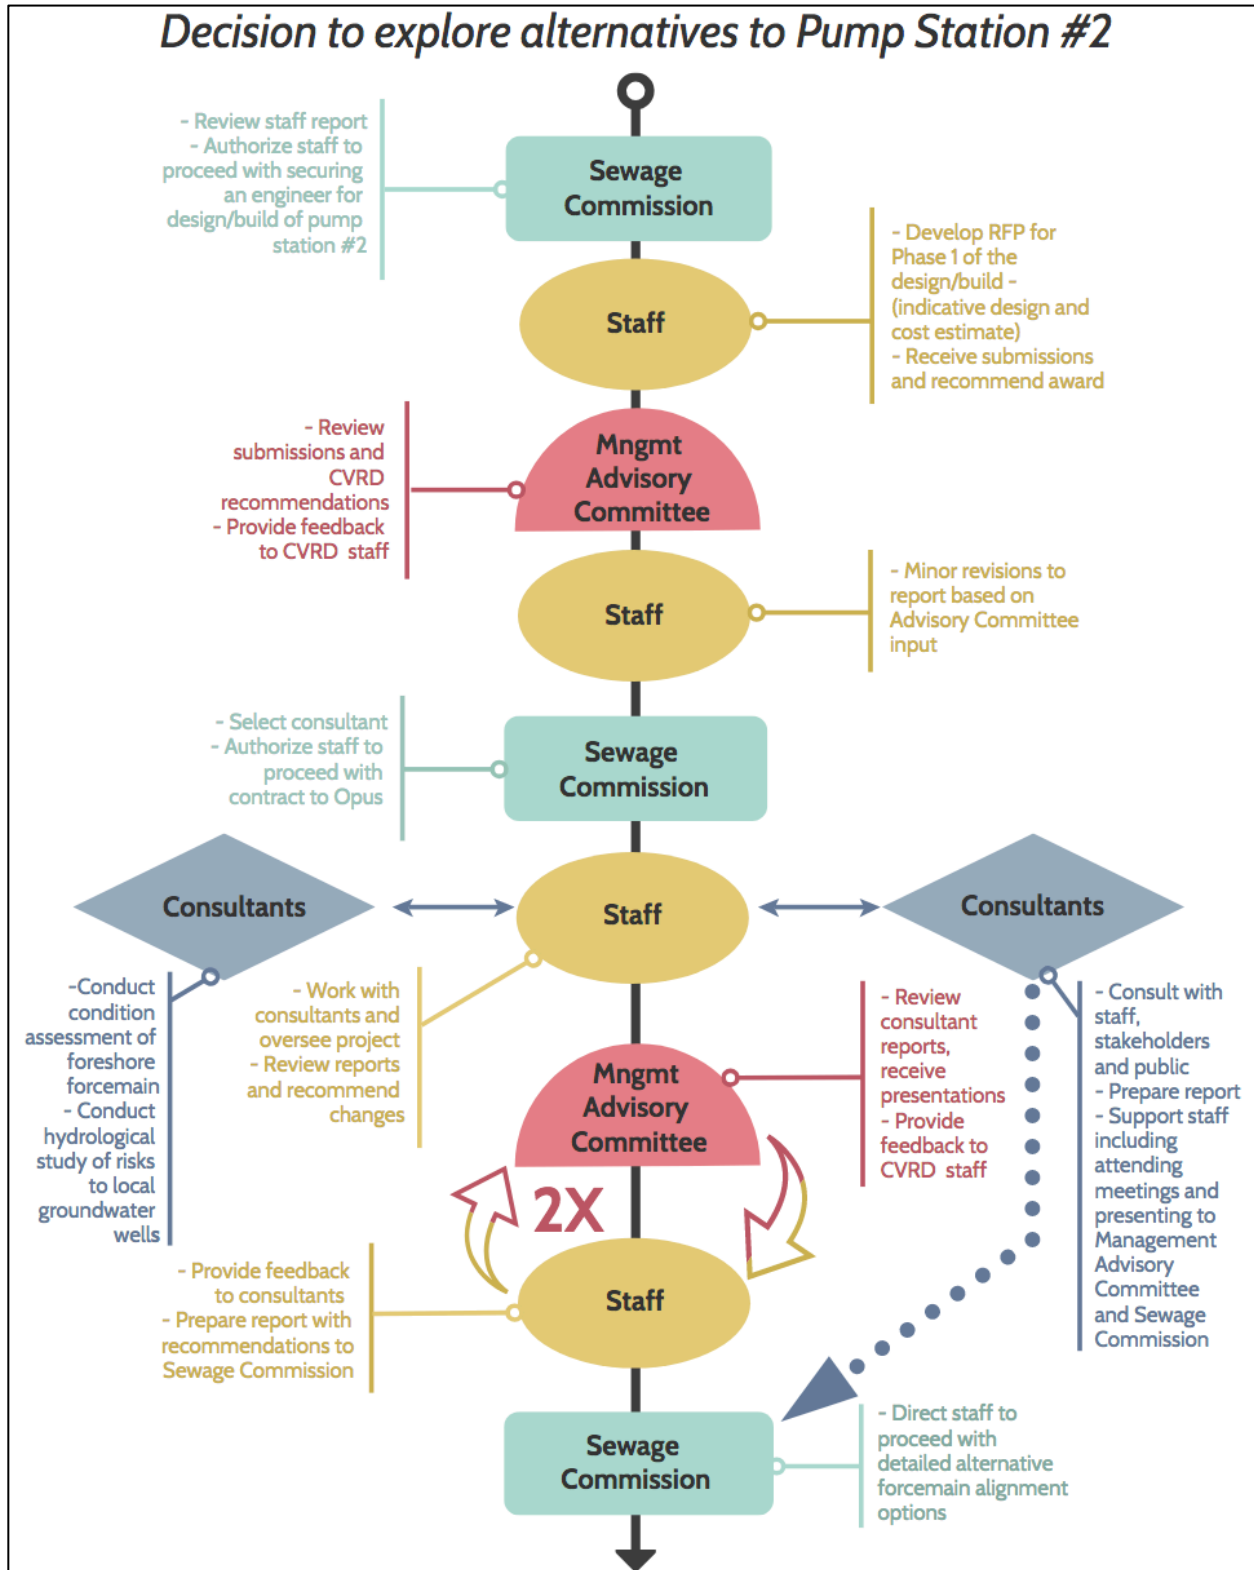 Decision to explore alternatives to Pump Station #2
- Review staff report
- Authorize staff to
proceed with securing
an engineer for
design/build of pump
station #2
Sewage
Commission
- Develop RFP for
Phase 1 of the
design/build -
(indicative design and
cost estimate)
- Receive submissions
and recommend award
Staff
- Review
submissions and
CVRD
recommendations
- Provide feedback
to CVRD staff
Mngmt
Advisory
Committee
Staff
- Minor revisions to
report based on
Advisory Committee
input
- Select consultant
- Authorize staff to
proceed with
contract to Opus
Sewage
Commission
Consultants
Staff
Consultants
-Conduct
condition
assessment of
foreshore
forcemain
- Conduct
hydrological
study of risks
to local
groundwater
wells
- Work with
consultants and
oversee project
- Review reports
and recommend
changes
Mngmt
Advisory
Committee
- Review
consultant
reports,
receive
presentations
- Provide
feedback to
CVRD staff
- Consult with
staff,
stakeholders
and public
- Prepare report
- Support staff
including
attending
meetings and
presenting to
Management
Advisory
Committee
and Sewage
Commission
2X
- Provide feedback
to consultants
- Prepare report with
recommendations to
Sewage Commission
Staff
Sewage
Commission
- Direct staff to
proceed with
detailed alternative
forcemain alignment
options